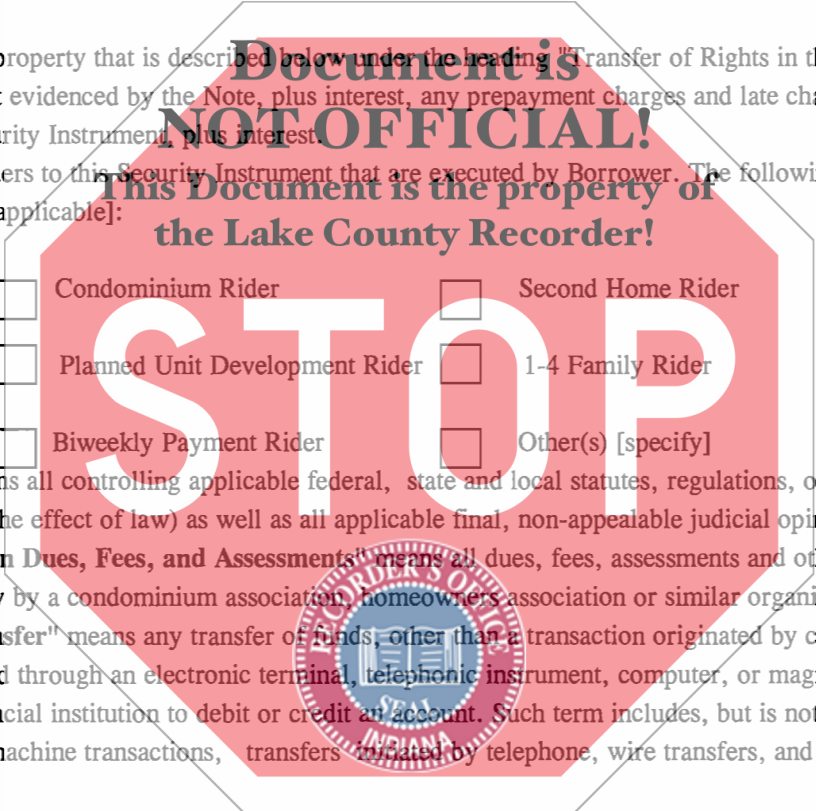 Document is
NOT OFFICIAL!
This Document is the property of
the Lake County Recorder!
STOP
RECORDER'S OFFICE
SEAL
INDIANA
roperty that is described below under the heading "Transfer of Rights in t
evidenced by the Note, plus interest, any prepayment charges and late cha
rity Instrument, plus interest.
ers to this Security Instrument that are executed by Borrower. The followi
applicable]:
Condominium Rider Second Home Rider
Planned Unit Development Rider 1-4 Family Rider
Biweekly Payment Rider Other(s) [specify]
ns all controlling applicable federal, state and local statutes, regulations, o
he effect of law) as well as all applicable final, non-appealable judicial opi
n Dues, Fees, and Assessments" means all dues, fees, assessments and ot
y by a condominium association, homeowners association or similar organi
sfer" means any transfer of funds, other than a transaction originated by c
d through an electronic terminal, telephonic instrument, computer, or mag
cial institution to debit or credit an account. Such term includes, but is not
achine transactions, transfers initiated by telephone, wire transfers, and